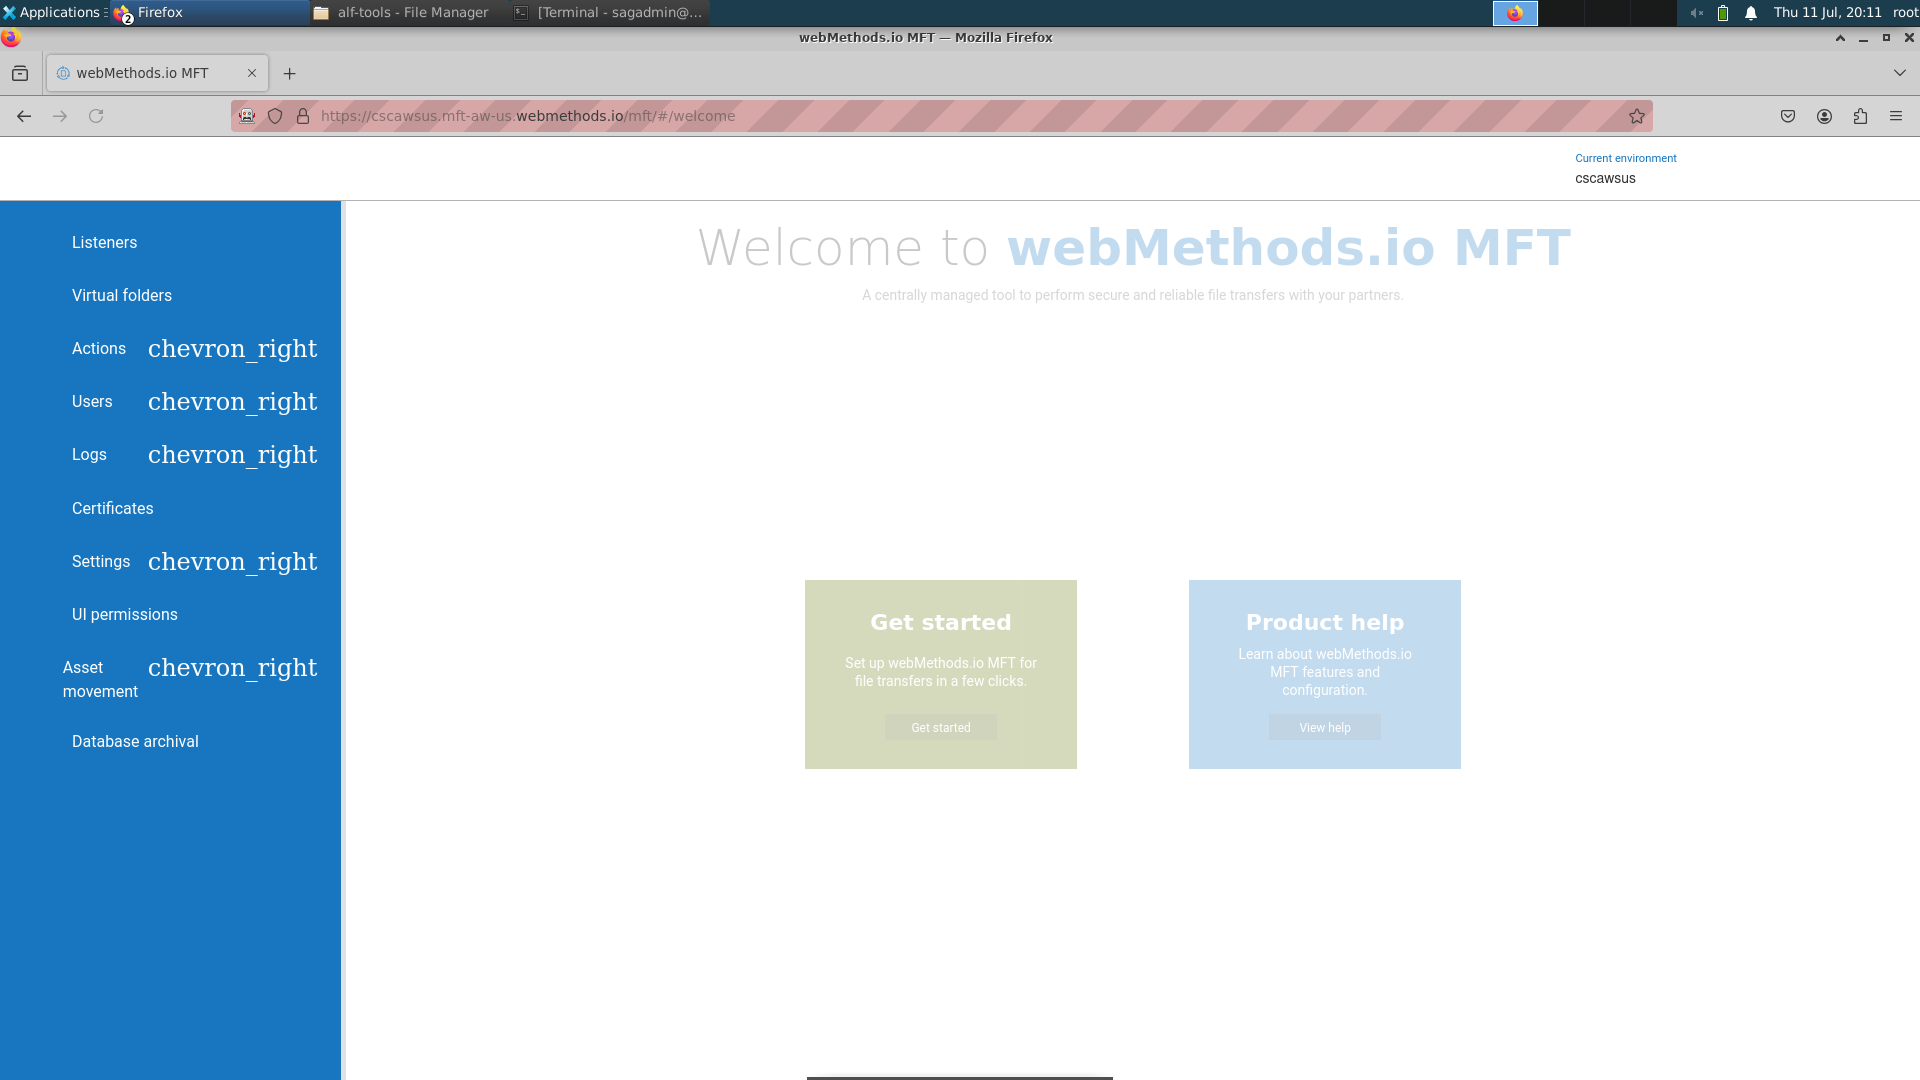 Applications
2
Firefox
alf-tools - File Manager
[Terminal - sagadmin@...
Thu 11 Jul, 20:11
root
webMethods.io MFT — Mozilla Firefox
webMethods.io MFT
https://cscawsus.mft-aw-us.webmethods.io/mft/#/welcome
Current environment
cscawsus
Listeners
Virtual folders
Actions chevron_right
Users chevron_right
Logs chevron_right
Certificates
Settings chevron_right
UI permissions
Asset chevron_right
movement
Database archival
Welcome to webMethods.io MFT
A centrally managed tool to perform secure and reliable file transfers with your partners.
Get started
Set up webMethods.io MFT for
file transfers in a few clicks.
Get started
Product help
Learn about webMethods.io
MFT features and
configuration.
View help